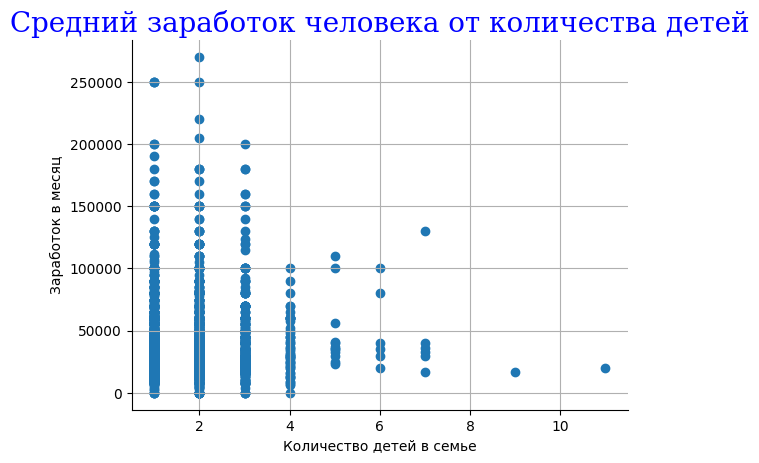 Средний заработок человека от количества детей
250000
200000
150000
100000
50000
0
Заработок в месяц
2 4 6 8 10
Количество детей в семье